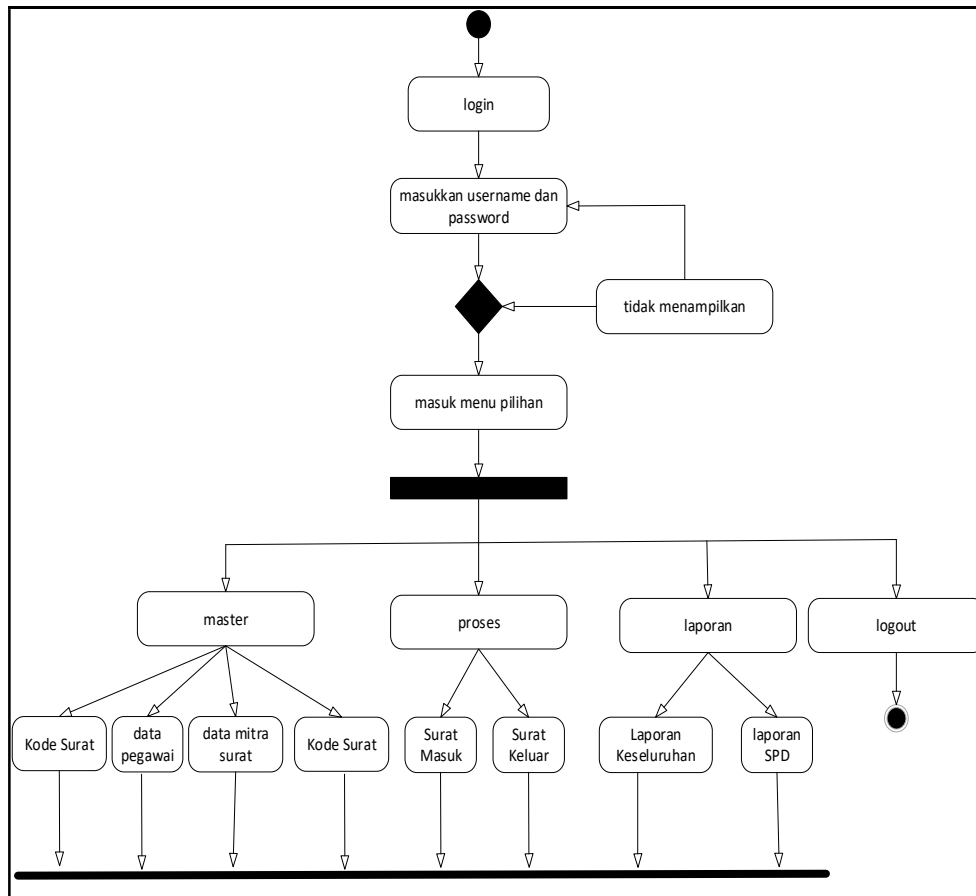 login
masukkan username dan
password
tidak menampilkan
masuk menu pilihan
master
proses
laporan
logout
Kode Surat
data
pegawai
data mitra
surat
Kode Surat
Surat
Masuk
Surat
Keluar
Laporan
Keseluruhan
laporan
SPD